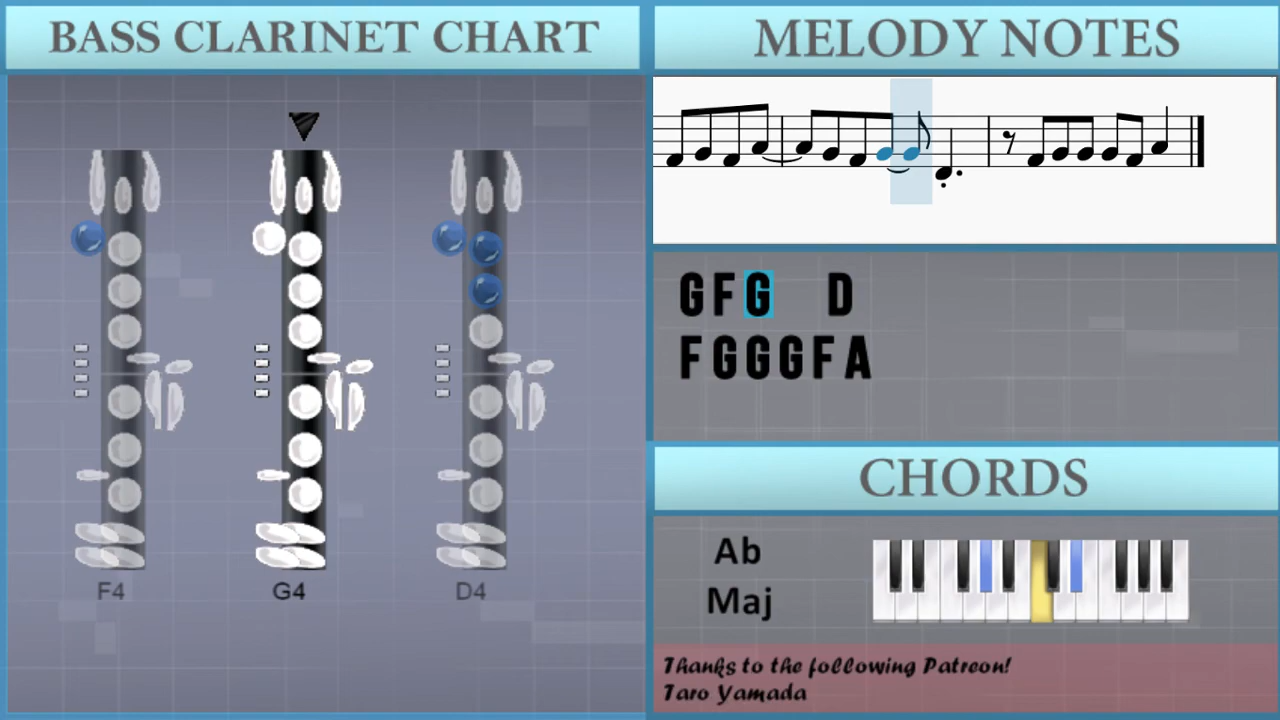 BASS CLARINET CHART
F4 G4 D4
MELODY NOTES
GFG D
FGGGFA
CHORDS
Ab
Maj
Thanks to the following Patreon!
Taro Yamada